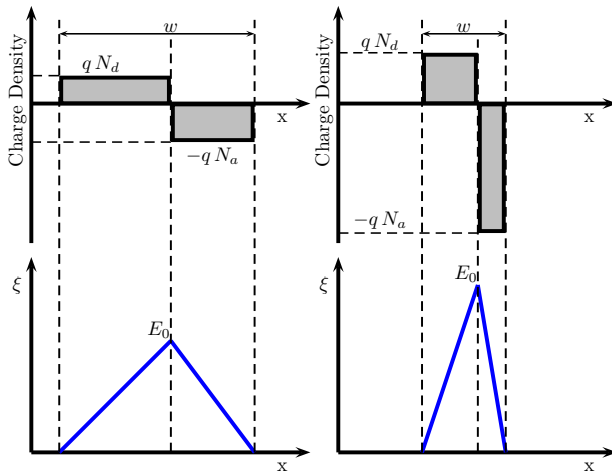 w
q N_d
Charge Density
x
−q N_a
ξ
E_0
x
w
q N_d
Charge Density
x
−q N_a
ξ
E_0
x